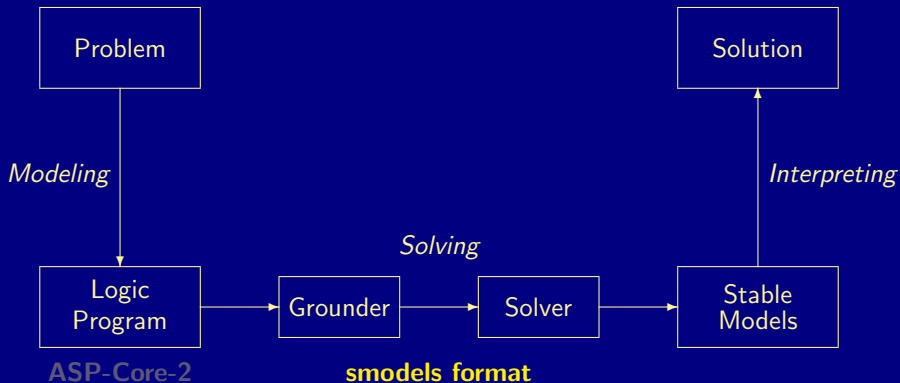 Problem
Solution
Modeling
Interpreting
Solving
Logic
Program
Grounder
Solver
Stable
Models
ASP-Core-2
smodels format